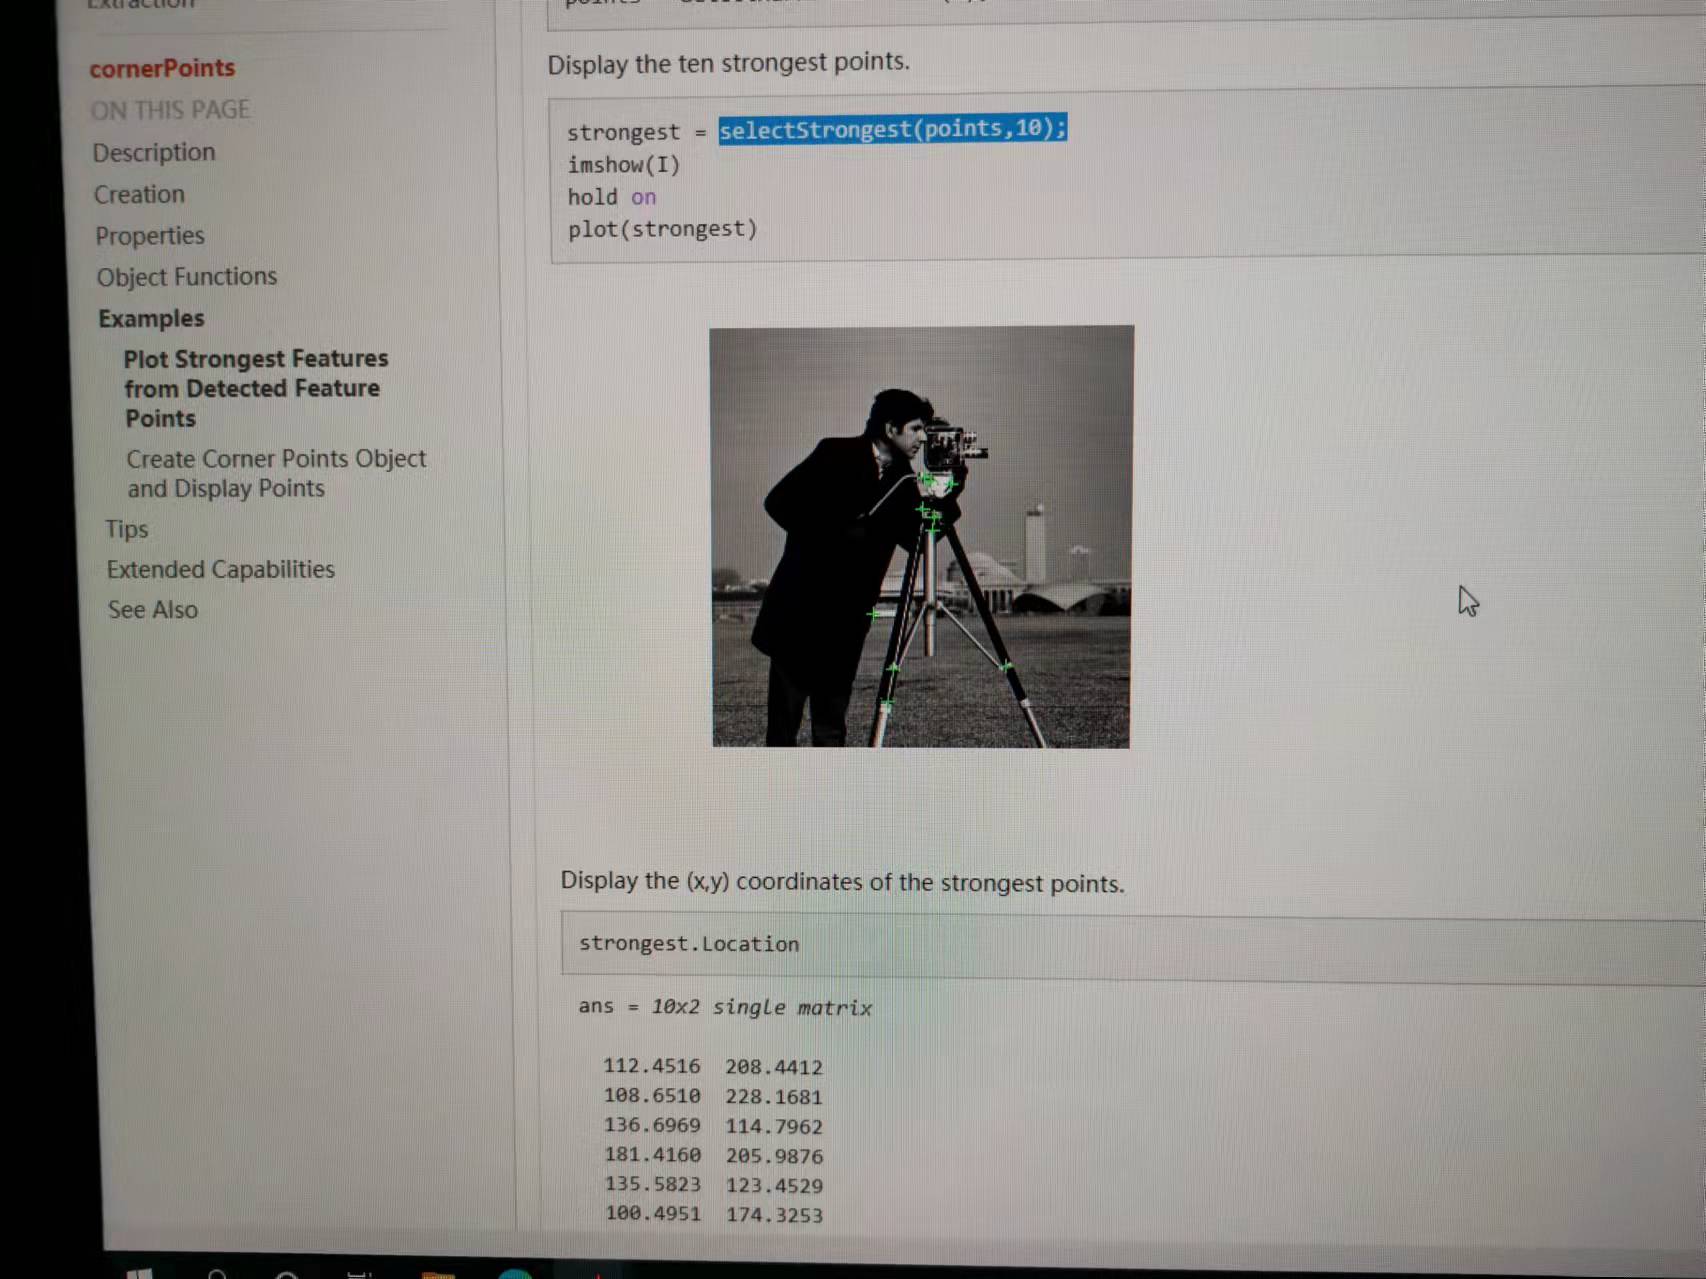 Extraction
cornerPoints
ON THIS PAGE
Description
Creation
Properties
Object Functions
Examples
Plot Strongest Features
from Detected Feature
Points
Create Corner Points Object
and Display Points
Tips
Extended Capabilities
See Also
Display the ten strongest points.
strongest = selectStrongest(points,10);
imshow(I)
hold on
plot(strongest)
Display the (x,y) coordinates of the strongest points.
strongest.Location
ans = 10x2 single matrix
112.4516 208.4412
108.6510 228.1681
136.6969 114.7962
181.4160 205.9876
135.5823 123.4529
100.4951 174.3253